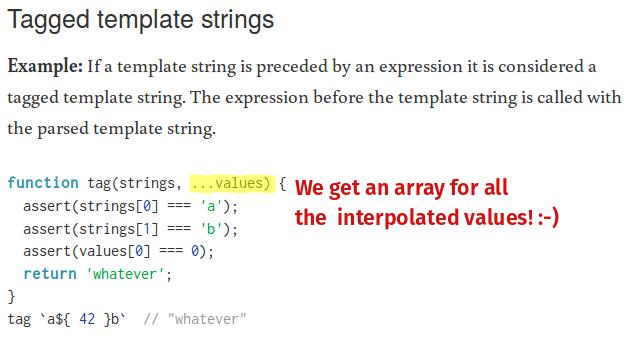 Tagged template strings
Example: If a template string is preceded by an expression it is considered a
tagged template string. The expression before the template string is called with
the parsed template string.
function tag(strings, ...values) {
We get an array for all
the interpolated values! :-)
assert(strings[0] === 'a');
assert(strings[1] === 'b');
assert(values[0] === 0);
return 'whatever';
}
tag `a${ 42 }b` // "whatever"